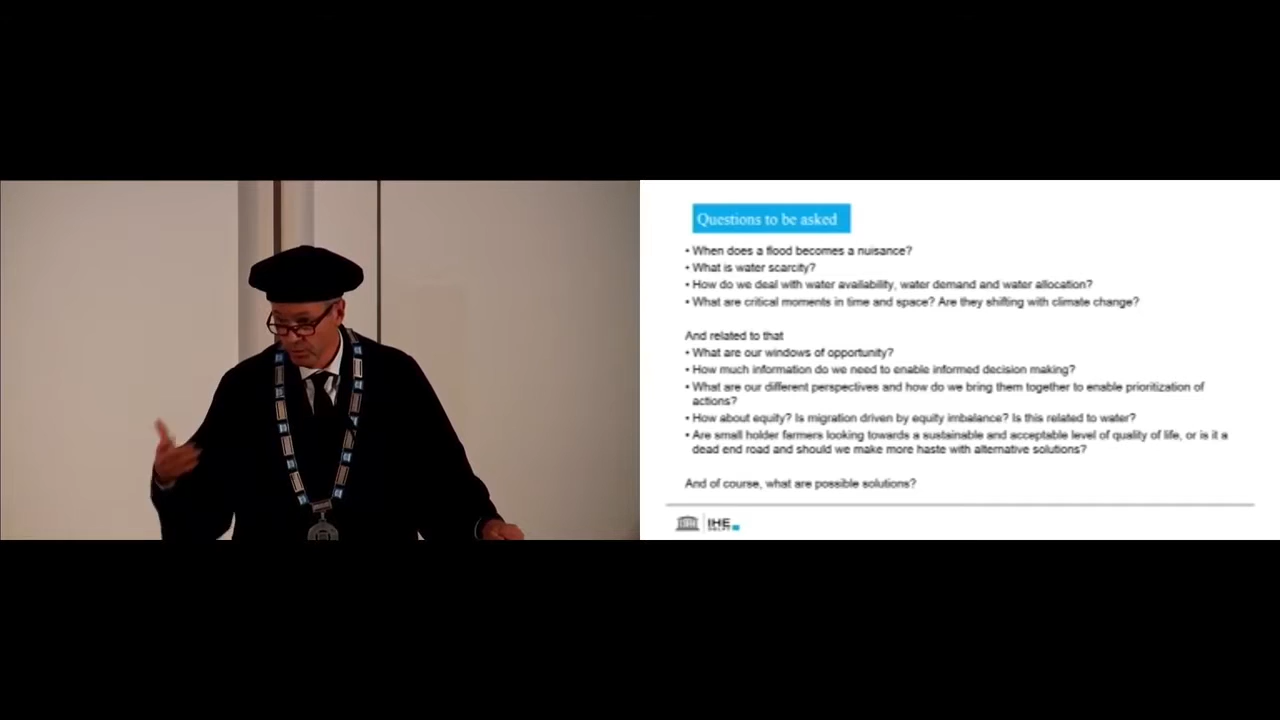 Questions to be asked
• When does a flood becomes a nuisance?
• What is water scarcity?
• How do we deal with water availability, water demand and water allocation?
• What are critical moments in time and space? Are they shifting with climate change?
And related to that
• What are our windows of opportunity?
• How much information do we need to enable informed decision making?
• What are our different perspectives and how do we bring them together to enable prioritization of
actions?
• How about equity? Is migration driven by equity imbalance? Is this related to water?
• Are small holder farmers looking towards a sustainable and acceptable level of quality of life, or is it a
dead end road and should we make more haste with alternative solutions?
And of course, what are possible solutions?
IHE
DELFT